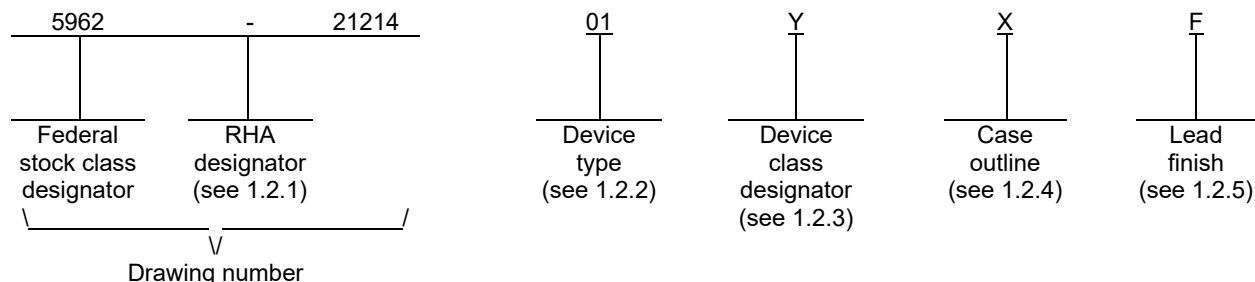 5962 - 21214 01 Y X F
Federal stock class designator
RHA designator (see 1.2.1)
Device type (see 1.2.2)
Device class designator (see 1.2.3)
Case outline (see 1.2.4)
Lead finish (see 1.2.5)
Drawing number